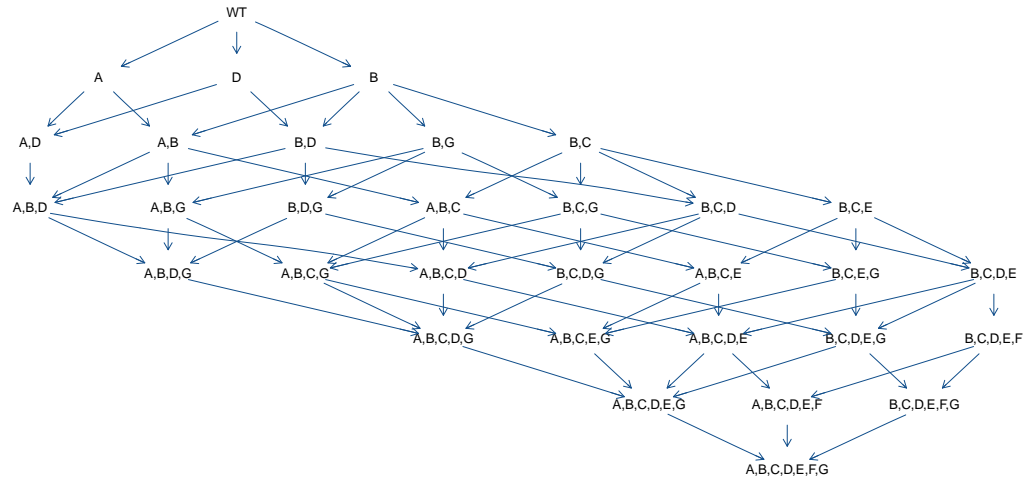 WT
A D B
A,D A,B B,D B,G B,C
A,B,D A,B,G B,D,G A,B,C B,C,G B,C,D B,C,E
A,B,D,G A,B,C,G A,B,C,D B,C,D,G A,B,C,E B,C,E,G B,C,D,E
A,B,C,D,G A,B,C,E,G A,B,C,D,E B,C,D,E,G B,C,D,E,F
A,B,C,D,E,G A,B,C,D,E,F B,C,D,E,F,G
A,B,C,D,E,F,G